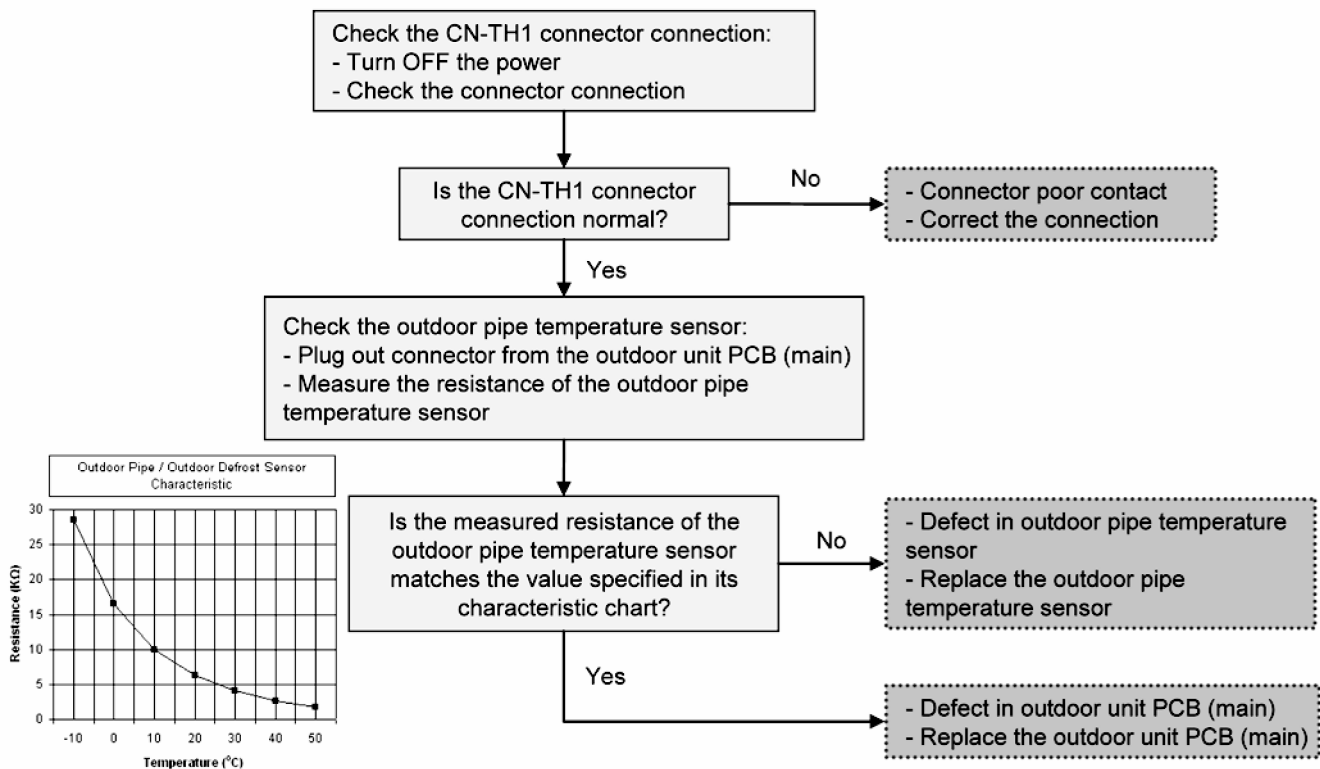 Check the CN-TH1 connector connection:
- Turn OFF the power
- Check the connector connection
Is the CN-TH1 connector
connection normal?
No
- Connector poor contact
- Correct the connection
Yes
Check the outdoor pipe temperature sensor:
- Plug out connector from the outdoor unit PCB (main)
- Measure the resistance of the outdoor pipe
temperature sensor
Outdoor Pipe / Outdoor Defrost Sensor
Characteristic
Resistance (KΩ)
30
25
20
15
10
5
0
-10 0 10 20 30 40 50
Temperature (°C)
Is the measured resistance of the
outdoor pipe temperature sensor
matches the value specified in its
characteristic chart?
No
- Defect in outdoor pipe temperature
sensor
- Replace the outdoor pipe
temperature sensor
Yes
- Defect in outdoor unit PCB (main)
- Replace the outdoor unit PCB (main)